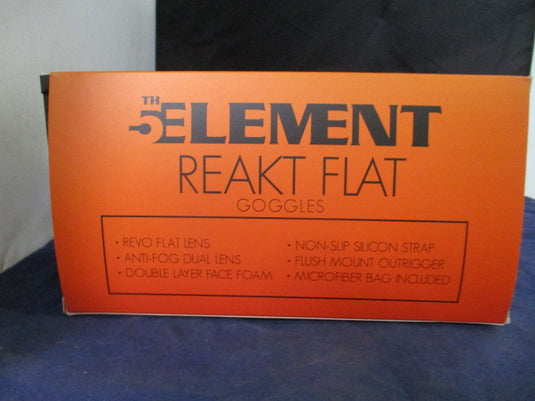 5TH ELEMENT
REAKT FLAT
GOGGLES
• REVO FLAT LENS
• ANTI-FOG DUAL LENS
• DOUBLE LAYER FACE FOAM
• NON-SLIP SILICON STRAP
• FLUSH MOUNT OUTRIGGER
• MICROFIBER BAG INCLUDED